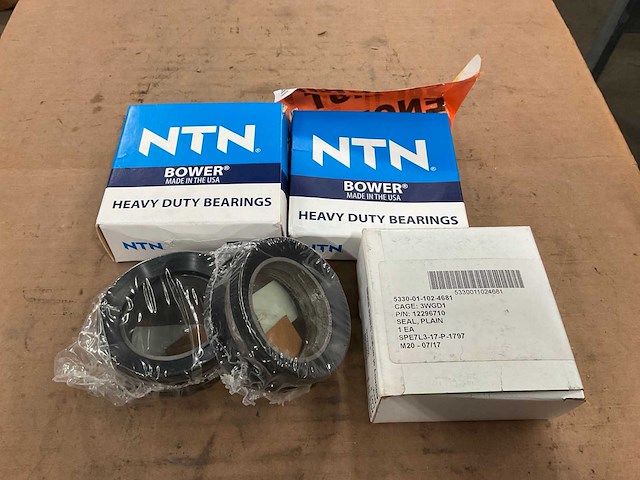 NTN®
BOWER®
MADE IN THE USA
HEAVY DUTY BEARINGS
NTN
NTN®
BOWER®
MADE IN THE USA
HEAVY DUTY BEARINGS
NTN
5330011024681
5330-01-102-4681
CAGE: 3WGD1
P/N: 12296710
SEAL, PLAIN
1 EA
SPE7L3-17-P-1797
M20 - 07/17